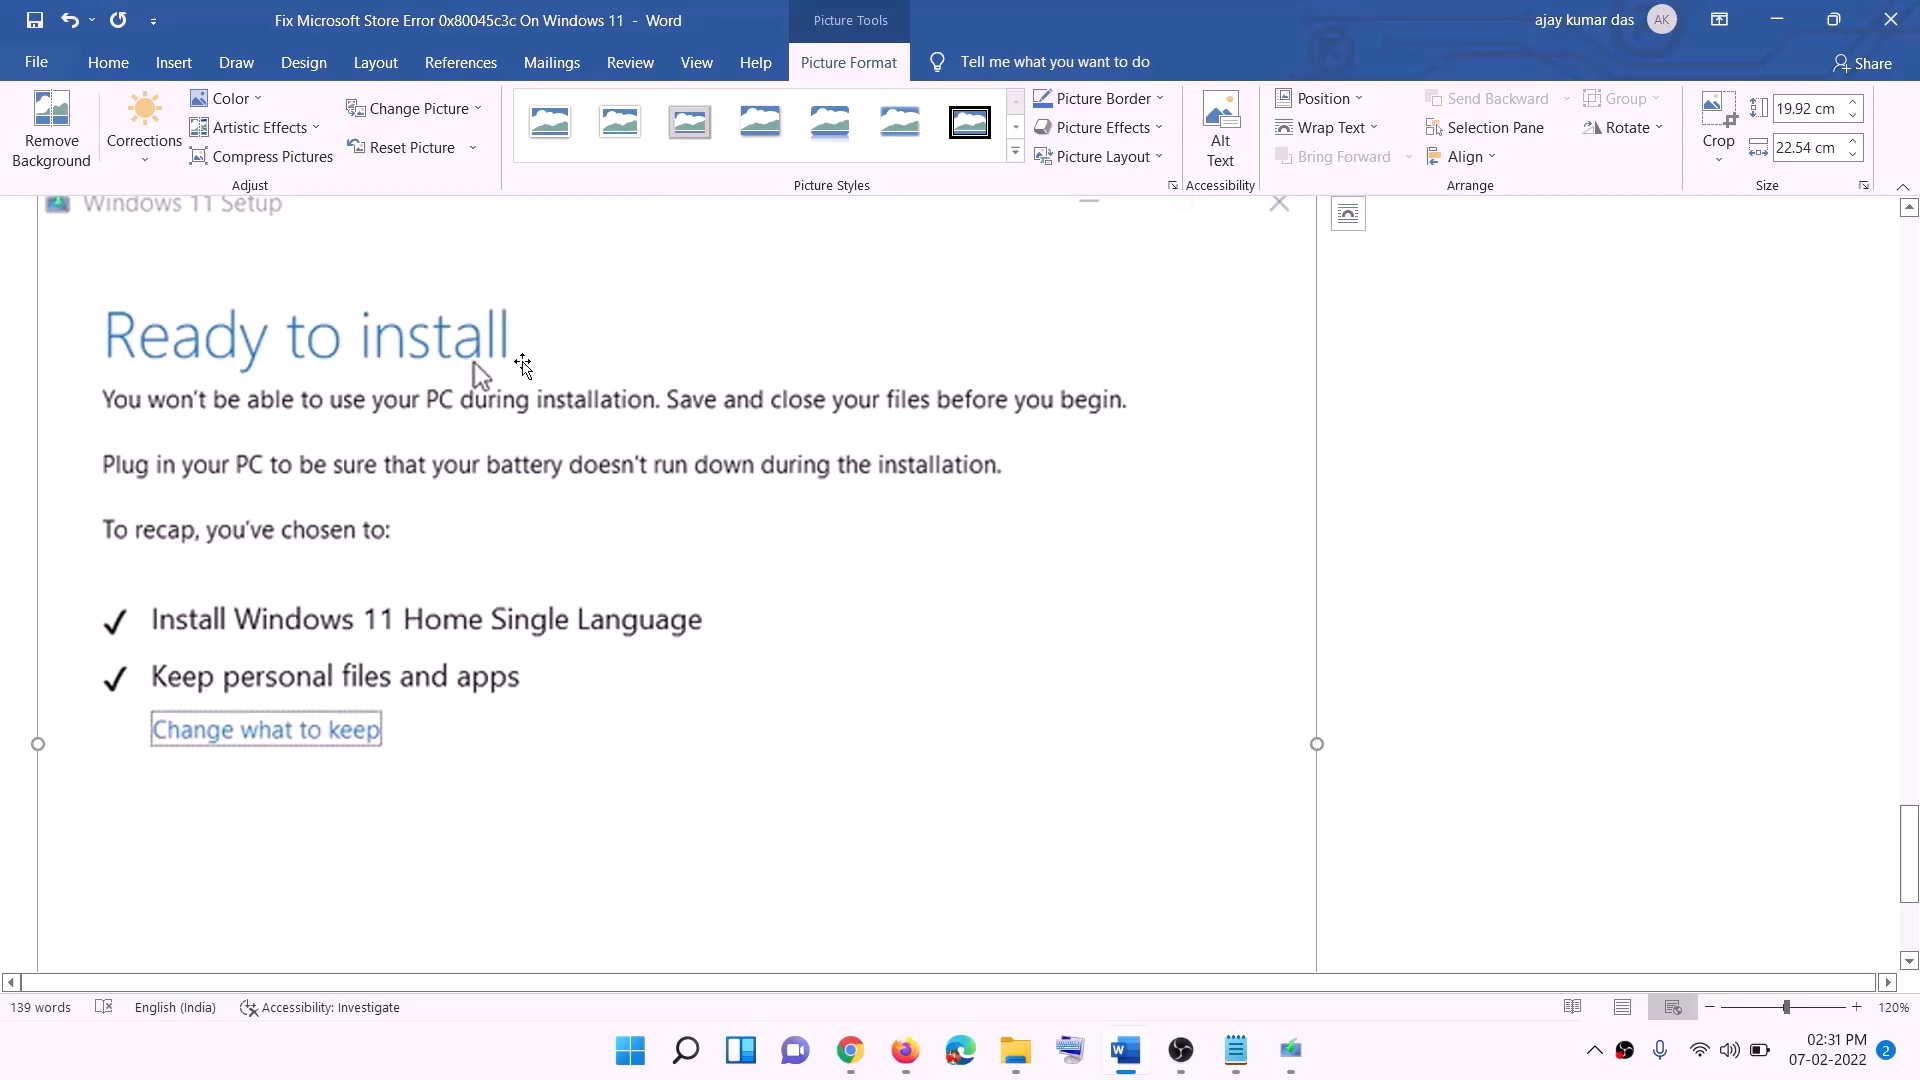 Fix Microsoft Store Error 0x80045c3c On Windows 11 - Word
Picture Tools
ajay kumar das
AK
File
Home
Insert
Draw
Design
Layout
References
Mailings
Review
View
Help
Picture Format
Tell me what you want to do
Share
Remove
Background
Corrections
Color
Artistic Effects
Compress Pictures
Change Picture
Reset Picture
Adjust
Picture Styles
Picture Border
Picture Effects
Picture Layout
Alt
Text
Accessibility
Position
Wrap Text
Bring Forward
Send Backward
Selection Pane
Align
Group
Rotate
Arrange
Crop
19.92 cm
22.54 cm
Size
Windows 11 Setup
Ready to install
You won't be able to use your PC during installation. Save and close your files before you begin.
Plug in your PC to be sure that your battery doesn't run down during the installation.
To recap, you've chosen to:
Install Windows 11 Home Single Language
Keep personal files and apps
Change what to keep
139 words
English (India)
Accessibility: Investigate
120%
02:31 PM
07-02-2022
2